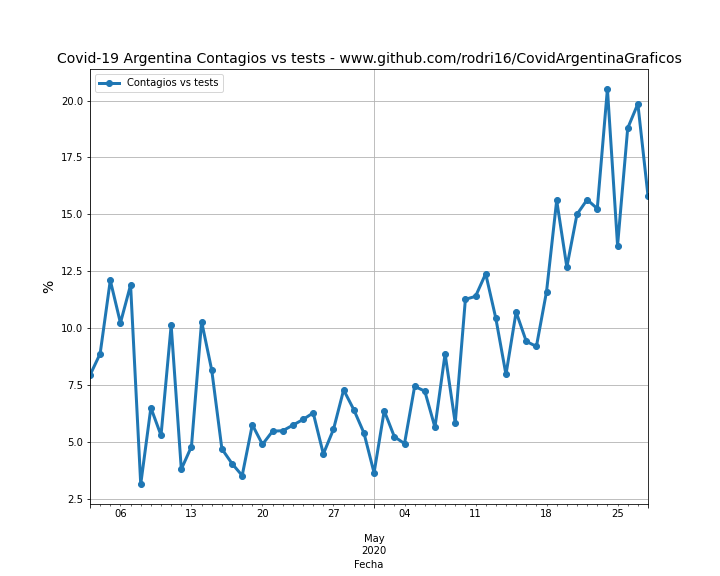 Covid-19 Argentina Contagios vs tests - www.github.com/rodri16/CovidArgentinaGraficos
Contagios vs tests
20.0
17.5
15.0
12.5
10.0
7.5
5.0
2.5
%
06 13 20 27 04 11 18 25
May
2020
Fecha